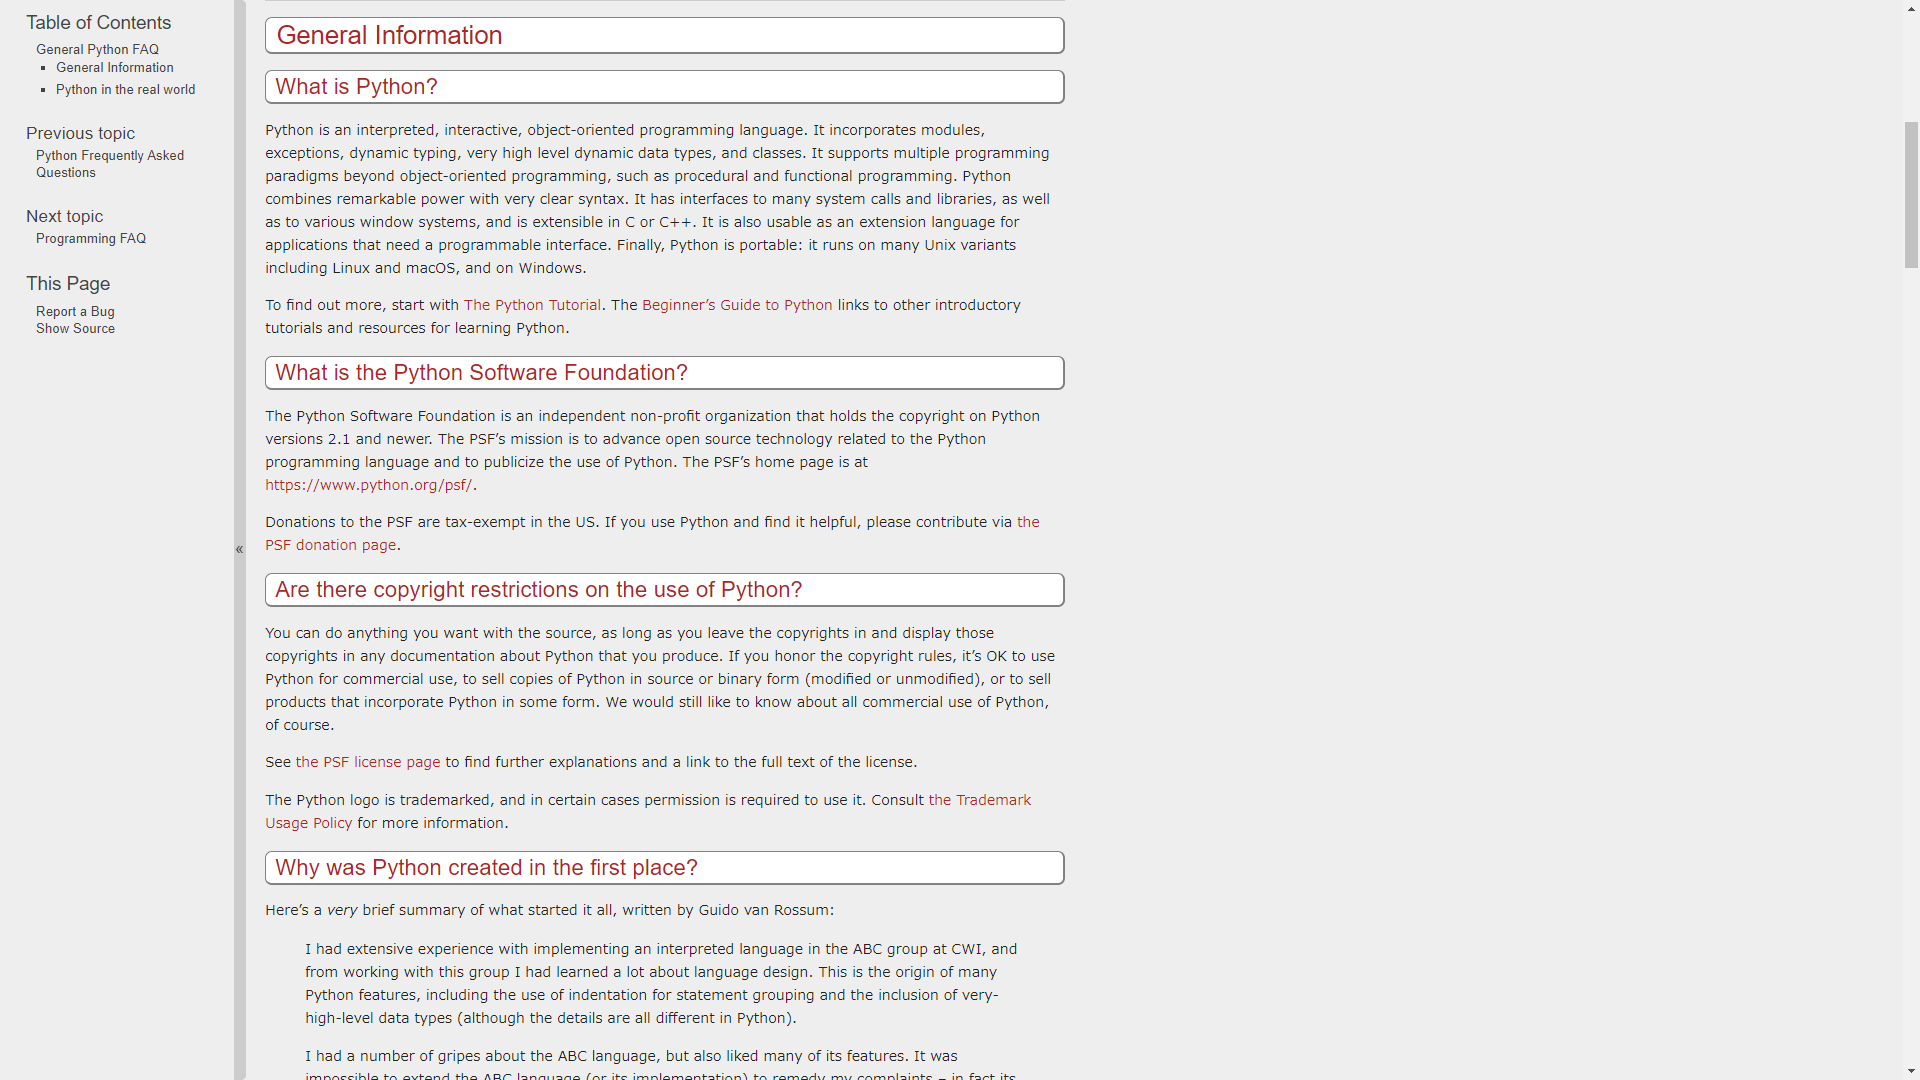 Table of Contents
General Python FAQ
General Information
Python in the real world
Previous topic
Python Frequently Asked
Questions
Next topic
Programming FAQ
This Page
Report a Bug
Show Source
«
General Information
What is Python?
Python is an interpreted, interactive, object-oriented programming language. It incorporates modules,
exceptions, dynamic typing, very high level dynamic data types, and classes. It supports multiple programming
paradigms beyond object-oriented programming, such as procedural and functional programming. Python
combines remarkable power with very clear syntax. It has interfaces to many system calls and libraries, as well
as to various window systems, and is extensible in C or C++. It is also usable as an extension language for
applications that need a programmable interface. Finally, Python is portable: it runs on many Unix variants
including Linux and macOS, and on Windows.
To find out more, start with The Python Tutorial. The Beginner’s Guide to Python links to other introductory
tutorials and resources for learning Python.
What is the Python Software Foundation?
The Python Software Foundation is an independent non-profit organization that holds the copyright on Python
versions 2.1 and newer. The PSF’s mission is to advance open source technology related to the Python
programming language and to publicize the use of Python. The PSF’s home page is at
https://www.python.org/psf/.
Donations to the PSF are tax-exempt in the US. If you use Python and find it helpful, please contribute via the
PSF donation page.
Are there copyright restrictions on the use of Python?
You can do anything you want with the source, as long as you leave the copyrights in and display those
copyrights in any documentation about Python that you produce. If you honor the copyright rules, it’s OK to use
Python for commercial use, to sell copies of Python in source or binary form (modified or unmodified), or to sell
products that incorporate Python in some form. We would still like to know about all commercial use of Python,
of course.
See the PSF license page to find further explanations and a link to the full text of the license.
The Python logo is trademarked, and in certain cases permission is required to use it. Consult the Trademark
Usage Policy for more information.
Why was Python created in the first place?
Here’s a very brief summary of what started it all, written by Guido van Rossum:
I had extensive experience with implementing an interpreted language in the ABC group at CWI, and
from working with this group I had learned a lot about language design. This is the origin of many
Python features, including the use of indentation for statement grouping and the inclusion of very-
high-level data types (although the details are all different in Python).
I had a number of gripes about the ABC language, but also liked many of its features. It was
impossible to extend the ABC language (or its implementation) to remedy my complaints – in fact its